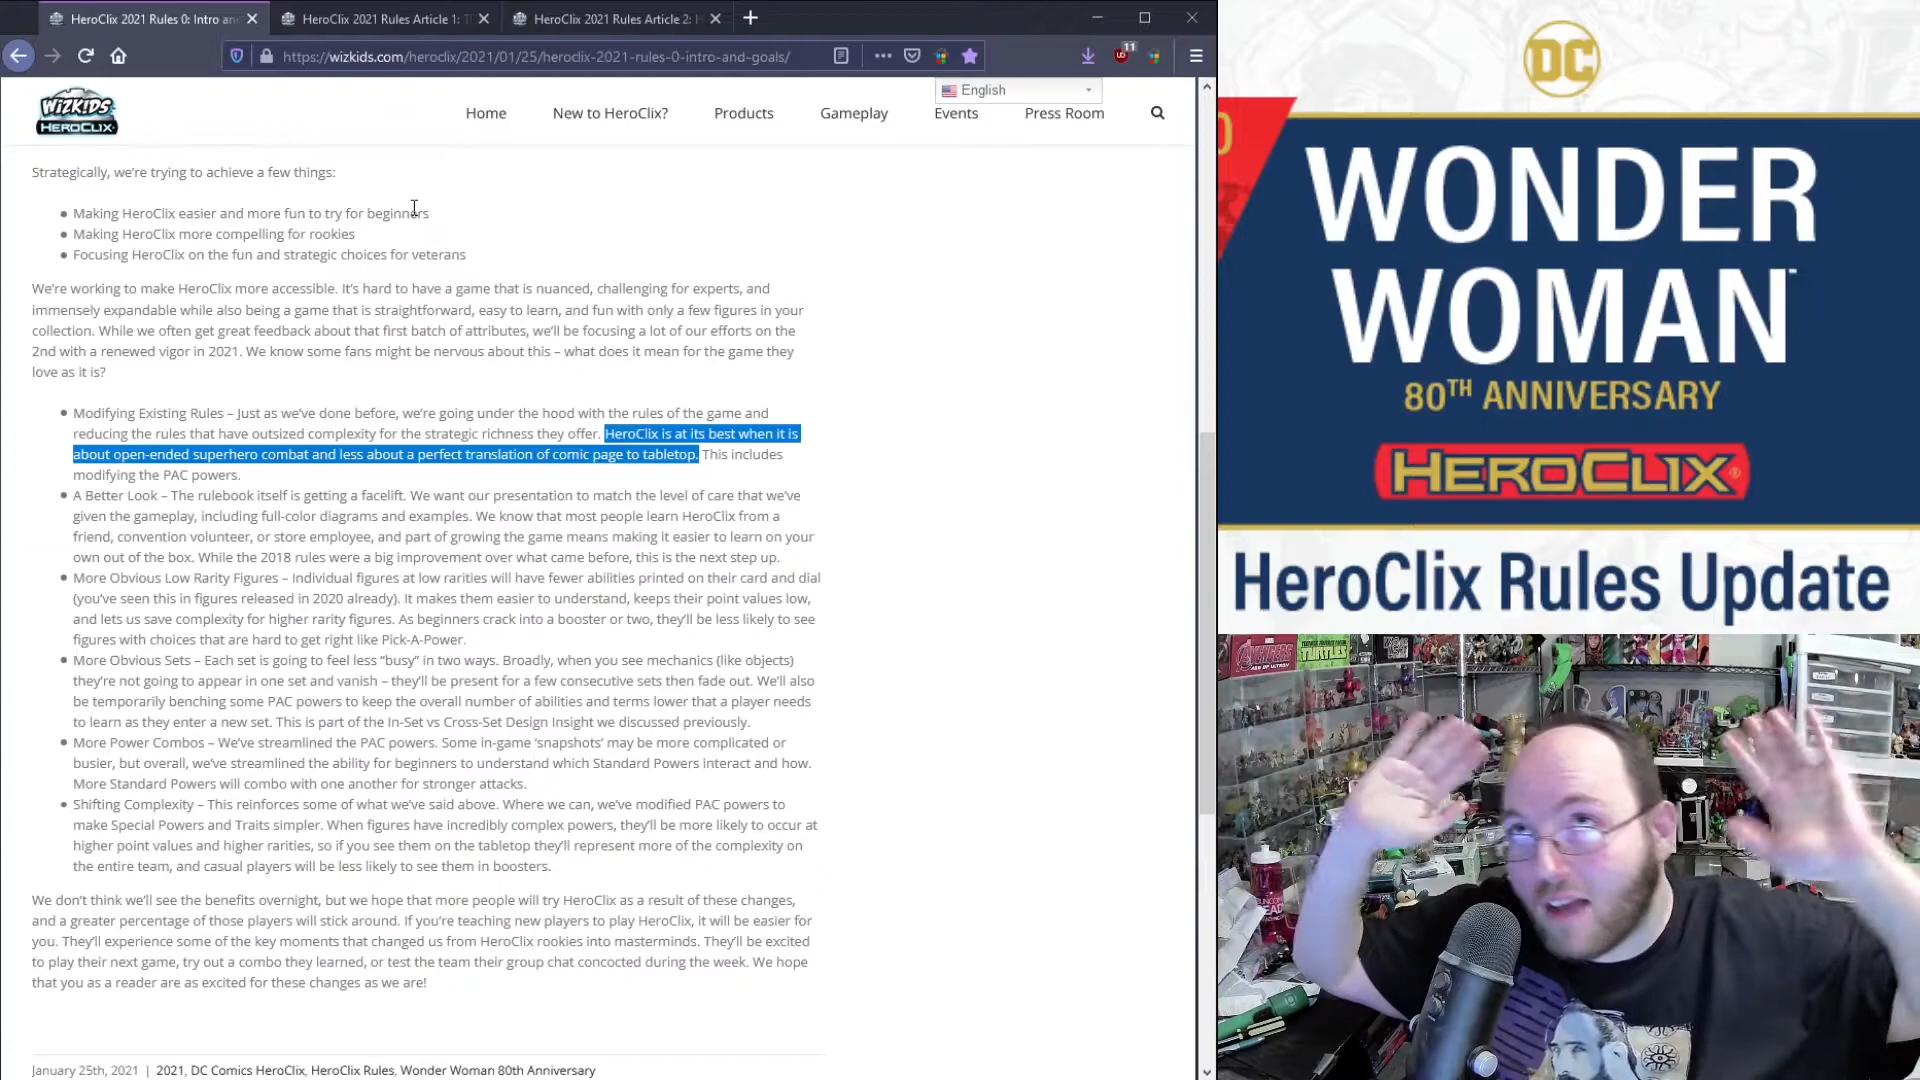 HeroClix 2021 Rules 0: Intro an
HeroClix 2021 Rules Article 1: T
HeroClix 2021 Rules Article 2:
https://wizkids.com/heroclix/2021/01/25/heroclix-2021-rules-0-intro-and-goals/
11
English
WIZKIDS
HEROCLIX
Home
New to HeroClix?
Products
Gameplay
Events
Press Room
Strategically, we're trying to achieve a few things:
● Making HeroClix easier and more fun to try for beginners
● Making HeroClix more compelling for rookies
● Focusing HeroClix on the fun and strategic choices for veterans
We're working to make HeroClix more accessible. It's hard to have a game that is nuanced, challenging for experts, and
immensely expandable while also being a game that is straightforward, easy to learn, and fun with only a few figures in your
collection. While we often get great feedback about that first batch of attributes, we'll be focusing a lot of our efforts on the
2nd with a renewed vigor in 2021. We know some fans might be nervous about this – what does it mean for the game they
love as it is?
● Modifying Existing Rules – Just as we've done before, we're going under the hood with the rules of the game and
reducing the rules that have outsized complexity for the strategic richness they offer. HeroClix is at its best when it is
about open-ended superhero combat and less about a perfect translation of comic page to tabletop. This includes
modifying the PAC powers.
● A Better Look – The rulebook itself is getting a facelift. We want our presentation to match the level of care that we've
given the gameplay, including full-color diagrams and examples. We know that most people learn HeroClix from a
friend, convention volunteer, or store employee, and part of growing the game means making it easier to learn on your
own out of the box. While the 2018 rules were a big improvement over what came before, this is the next step up.
● More Obvious Low Rarity Figures – Individual figures at low rarities will have fewer abilities printed on their card and dial
(you've seen this in figures released in 2020 already). It makes them easier to understand, keeps their point values low,
and lets us save complexity for higher rarity figures. As beginners crack into a booster or two, they'll be less likely to see
figures with choices that are hard to get right like Pick-A-Power.
● More Obvious Sets – Each set is going to feel less “busy” in two ways. Broadly, when you see mechanics (like objects)
they're not going to appear in one set and vanish – they'll be present for a few consecutive sets then fade out. We'll also
be temporarily benching some PAC powers to keep the overall number of abilities and terms lower that a player needs
to learn as they enter a new set. This is part of the In-Set vs Cross-Set Design Insight we discussed previously.
● More Power Combos – We've streamlined the PAC powers. Some in-game ‘snapshots’ may be more complicated or
busier, but overall, we've streamlined the ability for beginners to understand which Standard Powers interact and how.
More Standard Powers will combo with one another for stronger attacks.
● Shifting Complexity – This reinforces some of what we've said above. Where we can, we've modified PAC powers to
make Special Powers and Traits simpler. When figures have incredibly complex powers, they'll be more likely to occur at
higher point values and higher rarities, so if you see them on the tabletop they'll represent more of the complexity on
the entire team, and casual players will be less likely to see them in boosters.
We don't think we'll see the benefits overnight, but we hope that more people will try HeroClix as a result of these changes,
and a greater percentage of those players will stick around. If you're teaching new players to play HeroClix, it will be easier for
you. They'll experience some of the key moments that changed us from HeroClix rookies into masterminds. They'll be excited
to play their next game, try out a combo they learned, or test the team their group chat concocted during the week. We hope
that you as a reader are as excited for these changes as we are!
January 25th, 2021 | 2021, DC Comics HeroClix, HeroClix Rules, Wonder Woman 80th Anniversary
DC
WONDER
WOMAN™
80TH ANNIVERSARY
HEROCLIX®
HeroClix Rules Update
AVENGERS
TURTLES